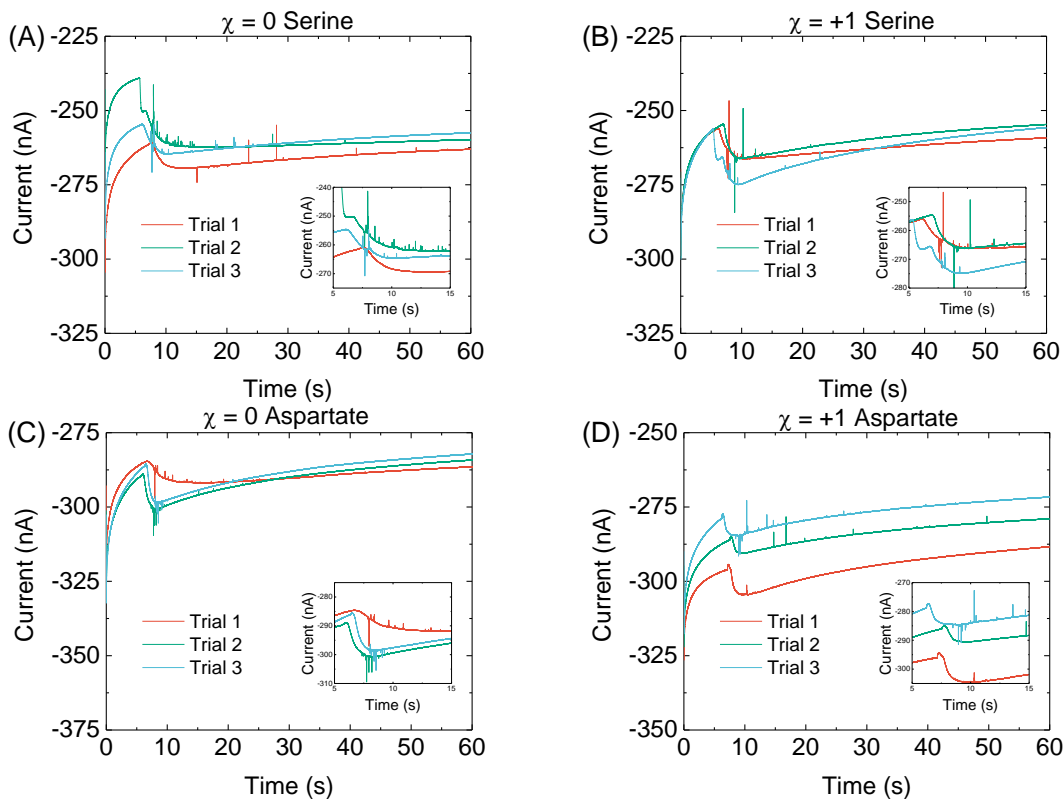 (A)
χ = 0 Serine
-225
-250
-275
-300
-325
Current (nA)
0 10 20 30 40 50 60
Time (s)
Trial 1
Trial 2
Trial 3
-240
-250
-260
-270
Current (nA)
5 10 15
Time (s)
(B)
χ = +1 Serine
-225
-250
-275
-300
-325
Current (nA)
0 10 20 30 40 50 60
Time (s)
Trial 1
Trial 2
Trial 3
-240
-250
-260
-270
-280
Current (nA)
5 10 15
Time (s)
(C)
χ = 0 Aspartate
-275
-300
-325
-350
-375
Current (nA)
0 10 20 30 40 50 60
Time (s)
Trial 1
Trial 2
Trial 3
-280
-290
-300
-310
Current (nA)
5 10 15
Time (s)
(D)
χ = +1 Aspartate
-250
-275
-300
-325
-350
Current (nA)
0 10 20 30 40 50 60
Time (s)
Trial 1
Trial 2
Trial 3
-270
-280
-290
-300
Current (nA)
5 10 15
Time (s)